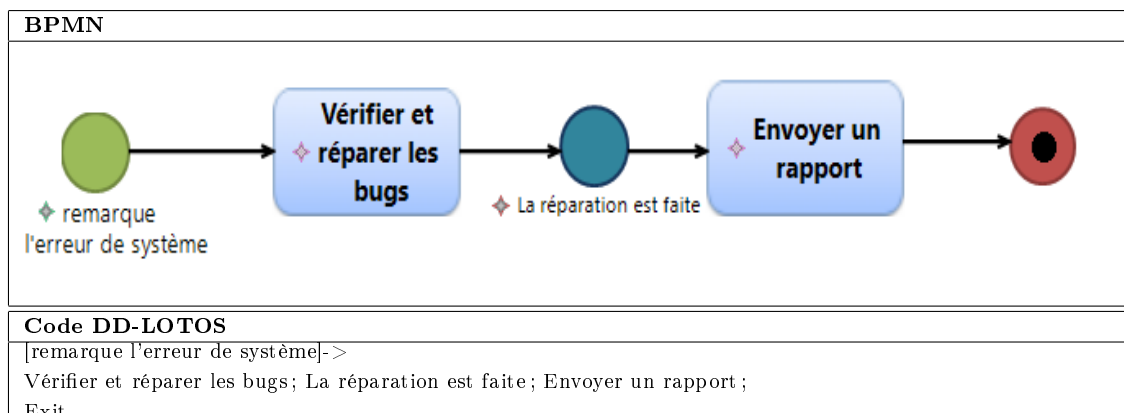 BPMN
Vérifier et
réparer les
bugs
Envoyer un
rapport
remarque
l'erreur de système
La réparation est faite
Code DD-LOTOS
[remarque l'erreur de système]->
Vérifier et réparer les bugs ; La réparation est faite ; Envoyer un rapport ;
Exit